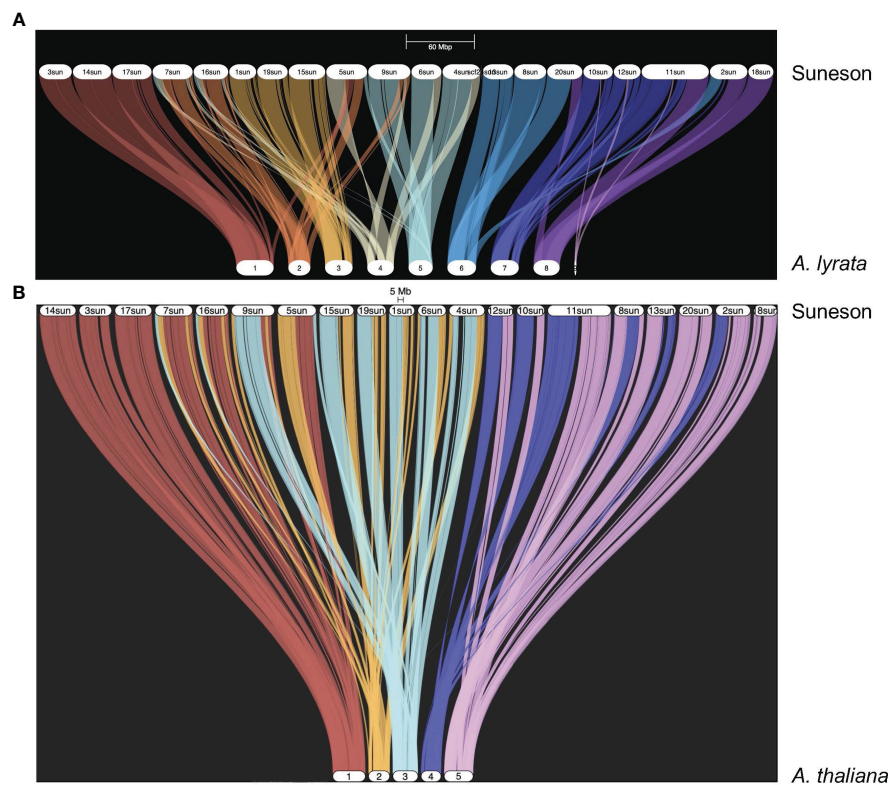 A
60 Mbp
3sun 14sun 17sun 7sun 16sun 1sun 19sun 15sun 5sun 9sun 6sun 8sun 20sun 10sun 12sun 11sun 2sun 18sun
Suneson
1 2 3 4 5 6 7 8
A. lyrata
B
5 Mb
14sun 3sun 17sun 7sun 16sun 9sun 5sun 15sun 19sun 1sun 6sun 4sun 12sun 10sun 11sun 8sun 13sun 20sun 2sun 8sun
Suneson
1 2 3 4 5
A. thaliana